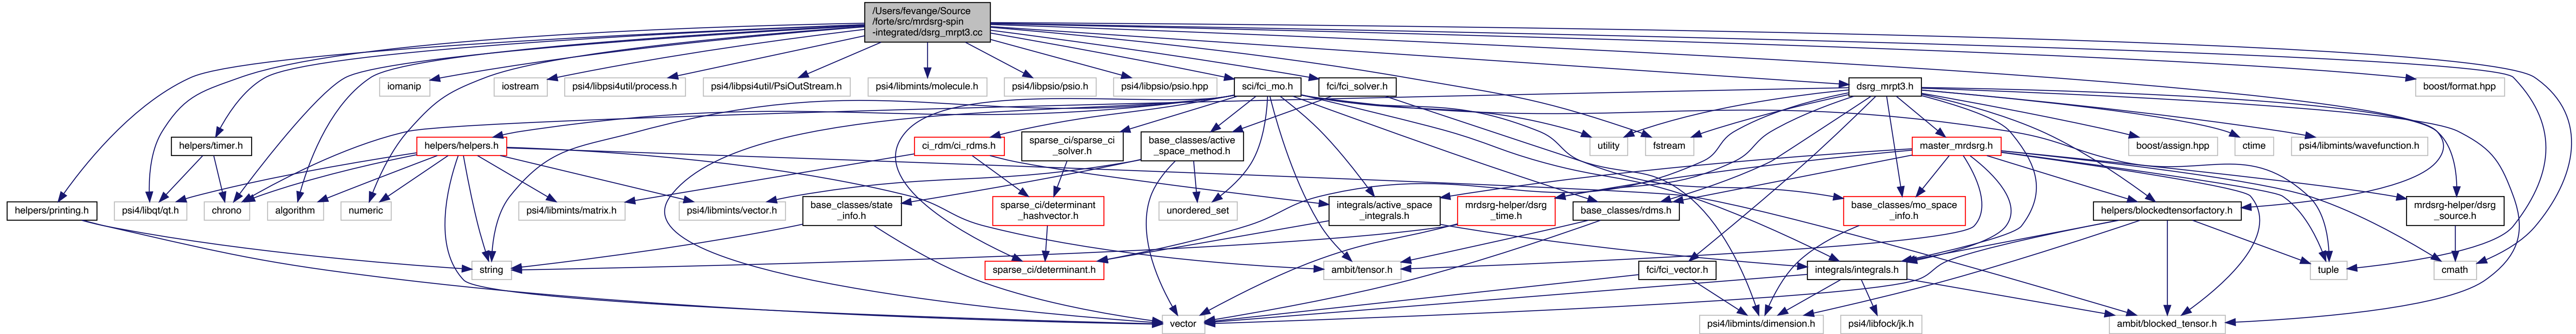 /Users/fevange/Source
/forte/src/mrdsrg-spin
-integrated/dsrg_mrpt3.cc
iomanip
iostream
psi4/libpsi4util/process.h
psi4/libpsi4util/PsiOutStream.h
psi4/libmints/molecule.h
psi4/libpsio/psio.h
psi4/libpsio/psio.hpp
sci/fci_mo.h
fci/fci_solver.h
dsrg_mrpt3.h
boost/format.hpp
helpers/timer.h
helpers/helpers.h
ci_rdm/ci_rdms.h
sparse_ci/sparse_ci
_solver.h
base_classes/active
_space_method.h
utility
fstream
master_mrdsrg.h
boost/assign.hpp
ctime
psi4/libmints/wavefunction.h
helpers/printing.h
psi4/libqt/qt.h
chrono
algorithm
numeric
psi4/libmints/matrix.h
psi4/libmints/vector.h
base_classes/state
_info.h
sparse_ci/determinant
_hashvector.h
unordered_set
integrals/active_space
_integrals.h
mrdsrg-helper/dsrg
_time.h
base_classes/rdms.h
base_classes/mo_space
_info.h
helpers/blockedtensorfactory.h
mrdsrg-helper/dsrg
_source.h
string
sparse_ci/determinant.h
ambit/tensor.h
fci/fci_vector.h
integrals/integrals.h
tuple
cmath
vector
psi4/libmints/dimension.h
psi4/libfock/jk.h
ambit/blocked_tensor.h